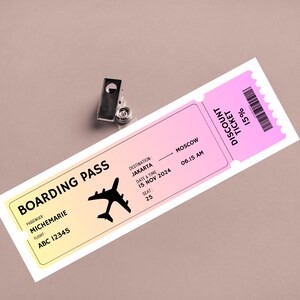 BOARDING PASS
PASSENGER:
MICHEMARIE
FLIGHT:
ABC 12345
DESTINATION:
JAKARTA
MOSCOW
DATE & TIME
15 NOV 2024
06.15 AM
SEAT:
25
DISCOUNT
TICKET
15%